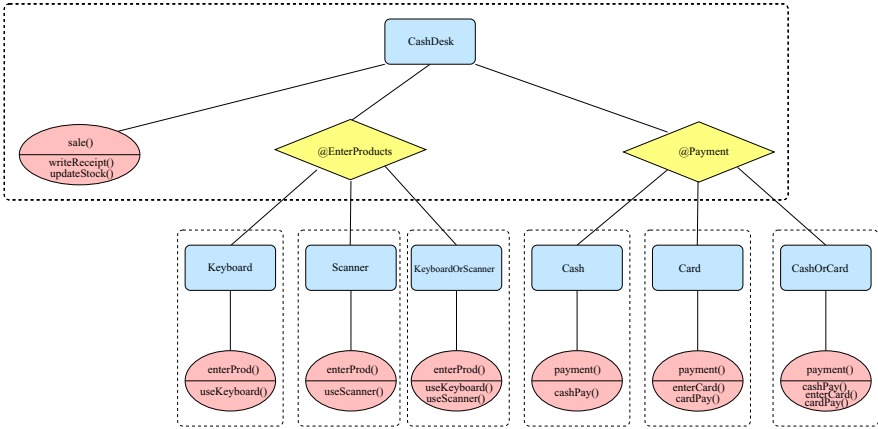 CashDesk
sale()
writeReceipt()
updateStock()
@EnterProducts
@Payment
Keyboard
Scanner
KeyboardOrScanner
Cash
Card
CashOrCard
enterProd()
useKeyboard()
enterProd()
useScanner()
enterProd()
useKeyboard()
useScanner()
payment()
cashPay()
payment()
enterCard()
cardPay()
payment()
cashPay()
enterCard()
cardPay()